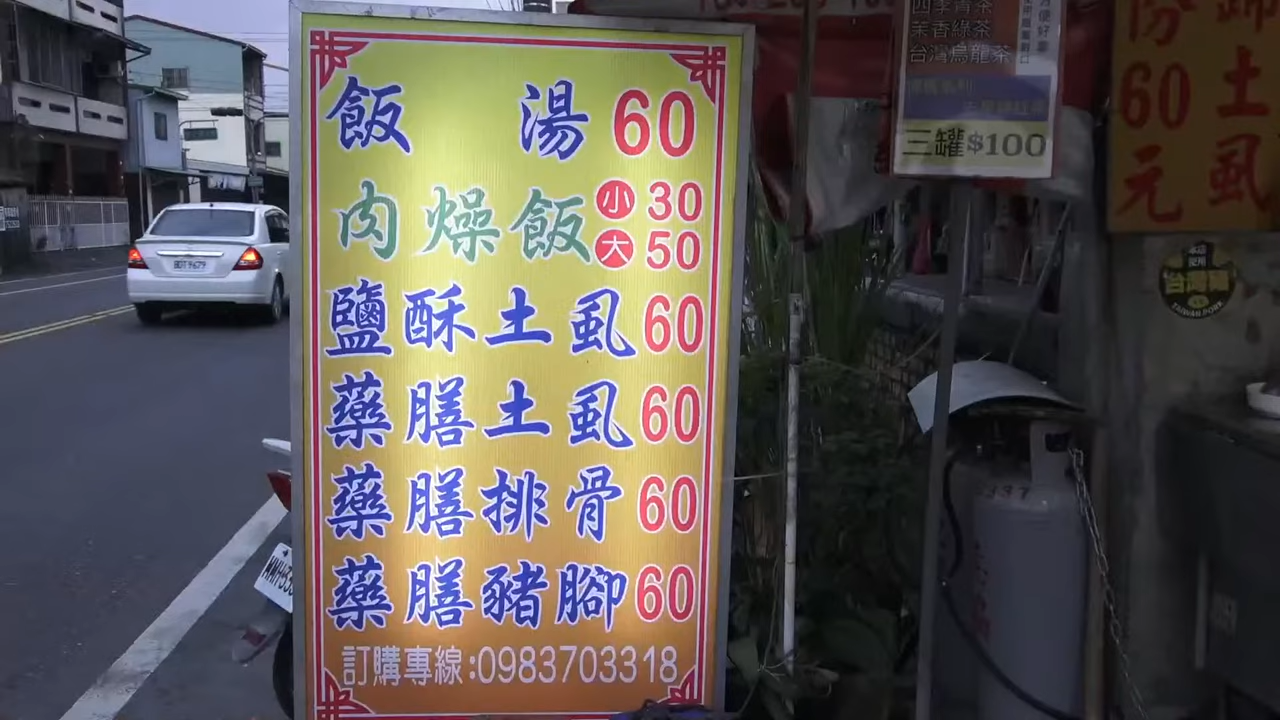 飯 湯 60
肉燥飯 小 30
大 50
鹽酥土虱 60
藥膳土虱 60
藥膳排骨 60
藥膳豬腳 60
訂購專線:0983703318
四季青茶
茉香綠茶
台灣烏龍茶
三罐$100
份 60 元
土虱
台灣豬
TAIWAN PORK